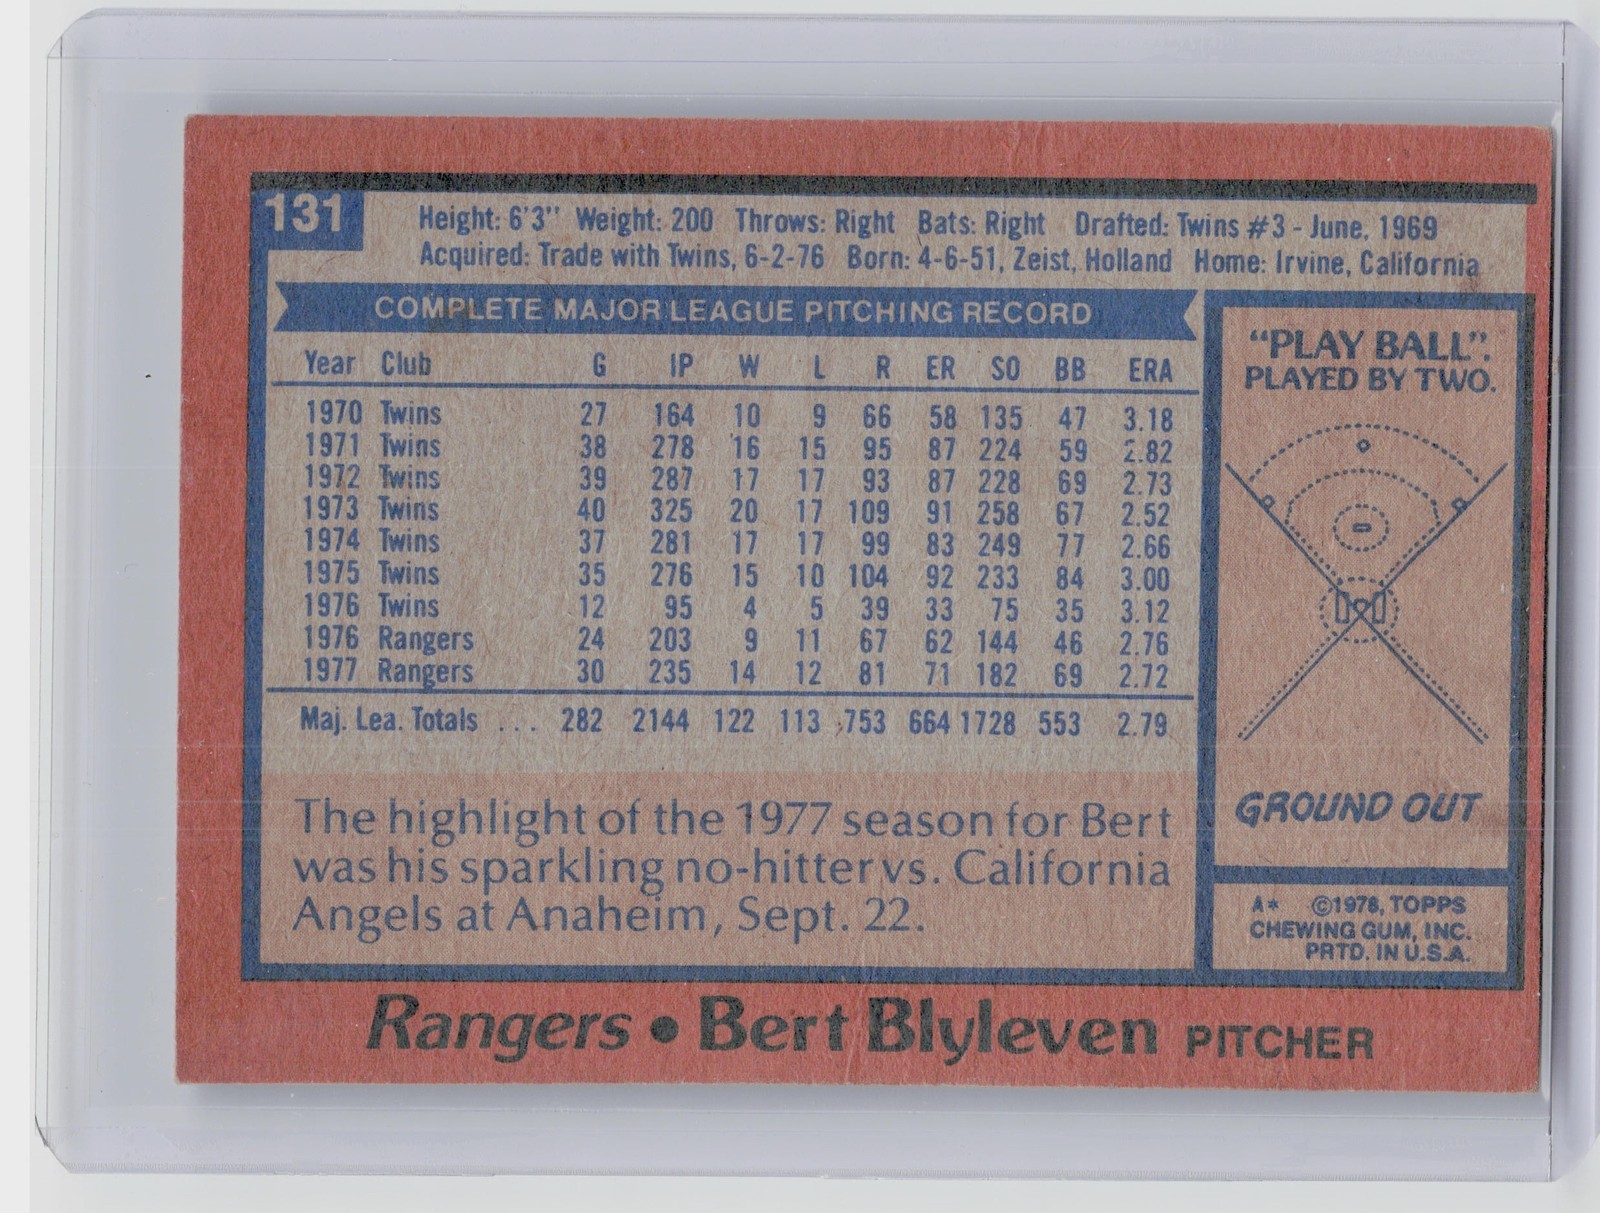 131
Height: 6'3" Weight: 200 Throws: Right Bats: Right Drafted: Twins #3 - June, 1969
Acquired: Trade with Twins, 6-2-76 Born: 4-6-51, Zeist, Holland Home: Irvine, California
COMPLETE MAJOR LEAGUE PITCHING RECORD
Year Club G IP W L R ER SO BB ERA
1970 Twins 27 164 10 9 66 58 135 47 3.18
1971 Twins 38 278 16 15 95 87 224 59 2.82
1972 Twins 39 287 17 17 93 87 228 69 2.73
1973 Twins 40 325 20 17 109 91 258 67 2.52
1974 Twins 37 281 17 17 99 83 249 77 2.66
1975 Twins 35 276 15 10 104 92 233 84 3.00
1976 Twins 12 95 4 5 39 33 75 35 3.12
1976 Rangers 24 203 9 11 67 62 144 46 2.76
1977 Rangers 30 235 14 12 81 71 182 69 2.72
Maj. Lea. Totals ... 282 2144 122 113 753 664 1728 553 2.79
The highlight of the 1977 season for Bert
was his sparkling no-hitter vs. California
Angels at Anaheim, Sept. 22.
"PLAY BALL".
PLAYED BY TWO.
GROUND OUT
A* ©1978, TOPPS
CHEWING GUM, INC.
PRTD. IN U.S.A.
Rangers • Bert Blyleven PITCHER